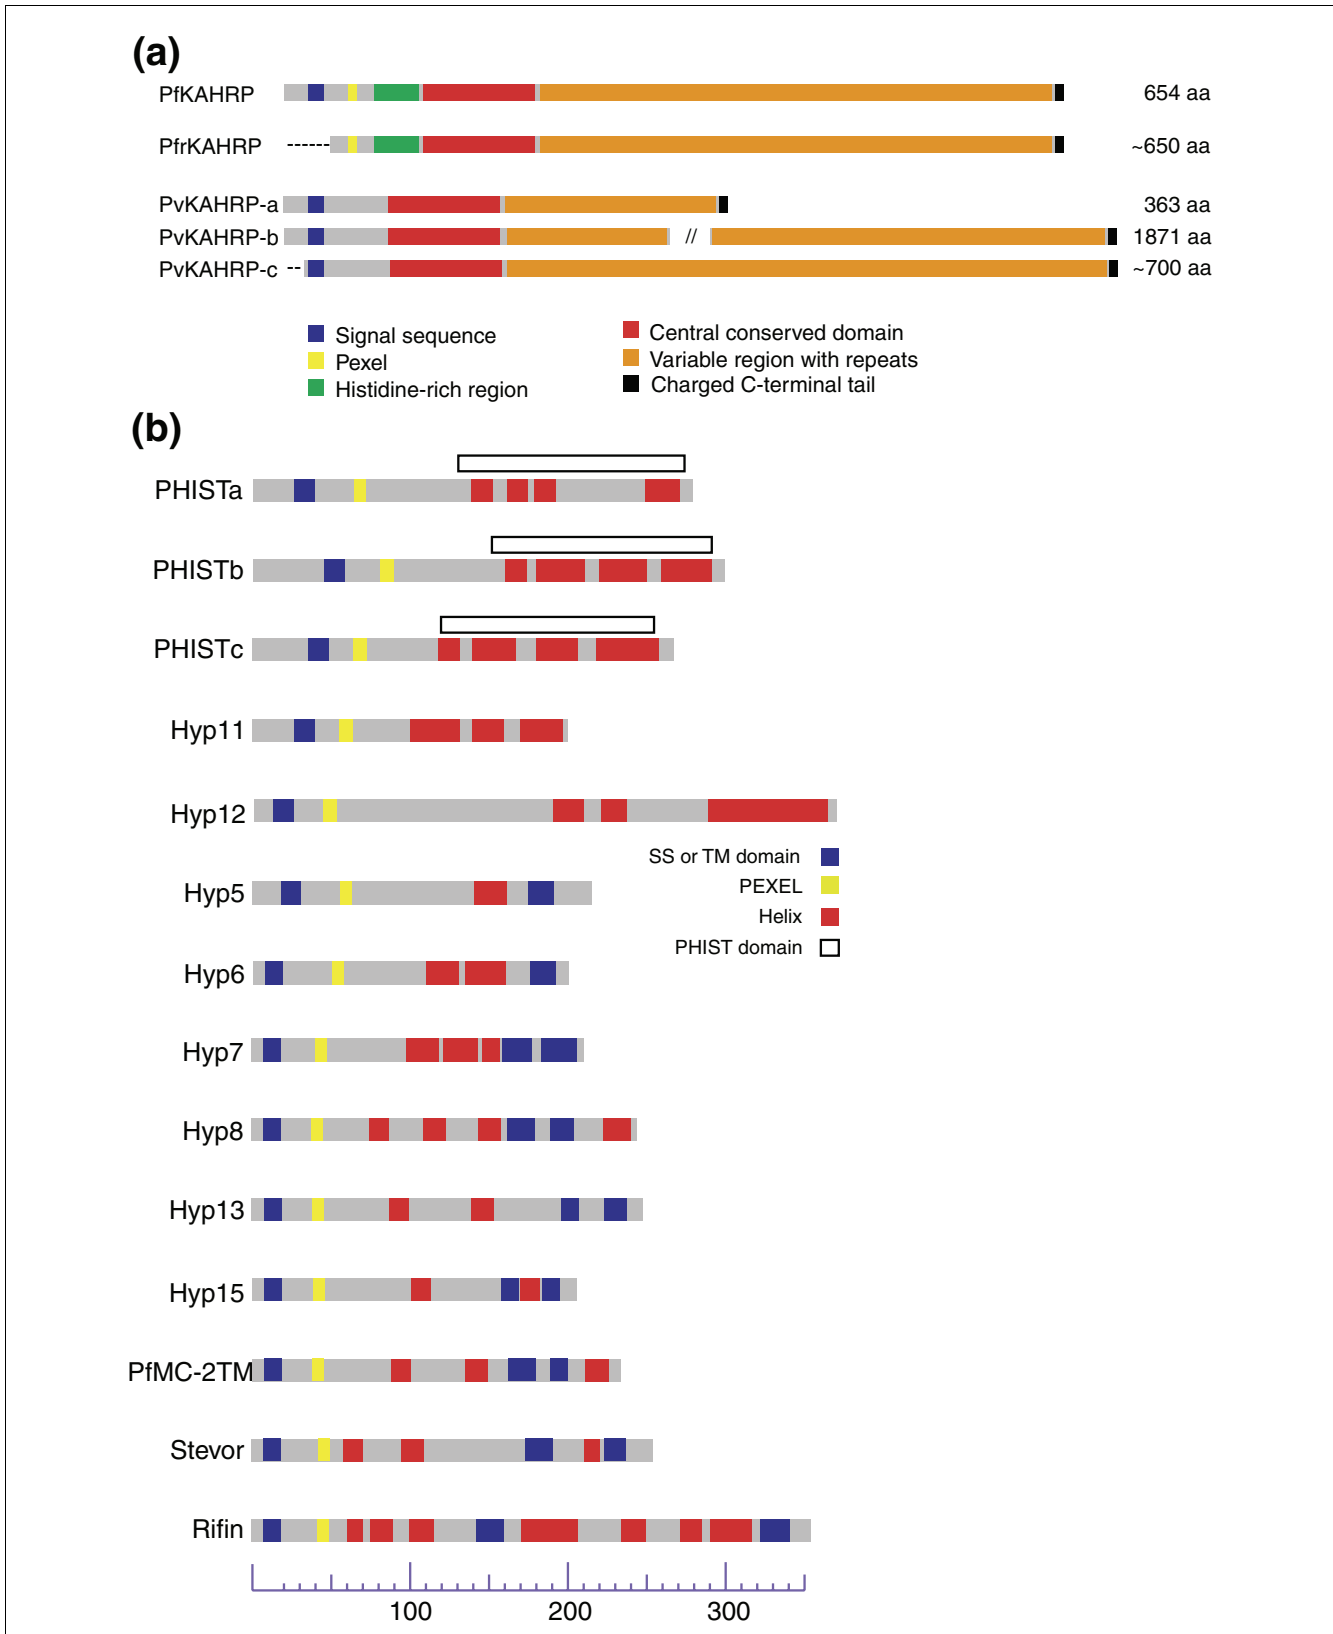 (a)
PfKAHRP 654 aa
PfrKAHRP ------ ~650 aa
PvKAHRP-a 363 aa
PvKAHRP-b // 1871 aa
PvKAHRP-c -- ~700 aa
Signal sequence
Pexel
Histidine-rich region
Central conserved domain
Variable region with repeats
Charged C-terminal tail
(b)
PHISTa
PHISTb
PHISTc
Hyp11
Hyp12
SS or TM domain
PEXEL
Helix
PHIST domain
Hyp5
Hyp6
Hyp7
Hyp8
Hyp13
Hyp15
PfMC-2TM
Stevor
Rifin
100 200 300